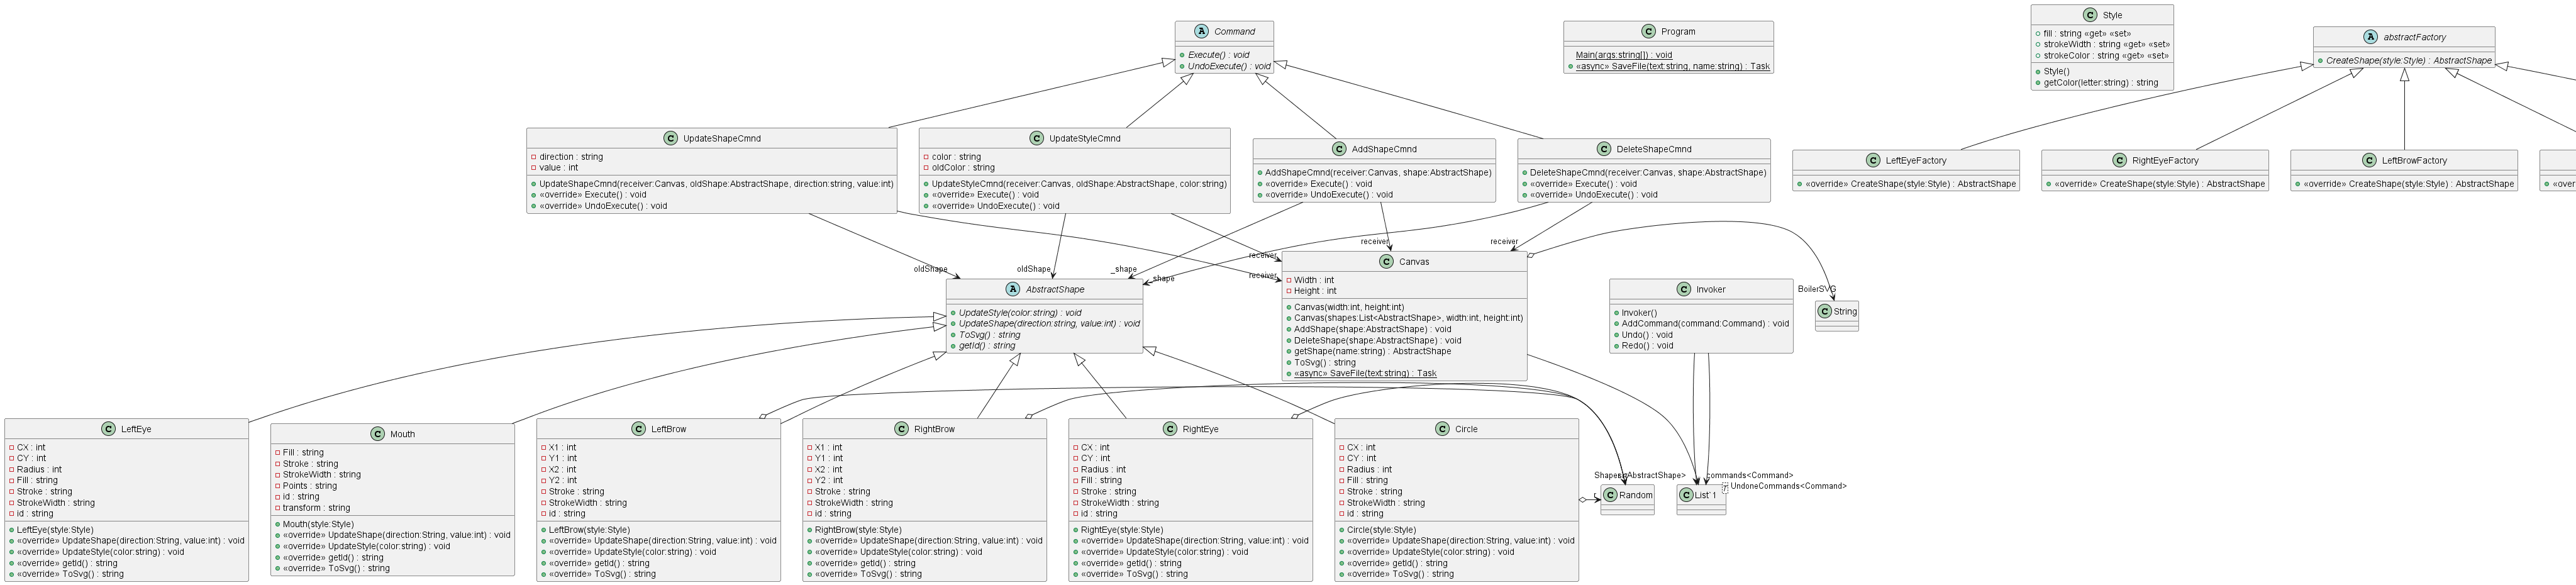 C Style
fill : string «get» «set»
strokeWidth : string «get» «set»
strokeColor : string «get» «set»
Style()
getColor(letter:string) : string
A Command
Execute() : void
UndoExecute() : void
C Program
Main(args:string[]) : void
«async» SaveFile(text:string, name:string) : Task
A abstractFactory
CreateShape(style:Style) : AbstractShape
C UpdateShapeCmnd
direction : string
value : int
UpdateShapeCmnd(receiver:Canvas, oldShape:AbstractShape, direction:string, value:int)
«override» Execute() : void
«override» UndoExecute() : void
C UpdateStyleCmnd
color : string
oldColor : string
UpdateStyleCmnd(receiver:Canvas, oldShape:AbstractShape, color:string)
«override» Execute() : void
«override» UndoExecute() : void
C AddShapeCmnd
AddShapeCmnd(receiver:Canvas, shape:AbstractShape)
«override» Execute() : void
«override» UndoExecute() : void
C DeleteShapeCmnd
DeleteShapeCmnd(receiver:Canvas, shape:AbstractShape)
«override» Execute() : void
«override» UndoExecute() : void
C LeftEyeFactory
«override» CreateShape(style:Style) : AbstractShape
C RightEyeFactory
«override» CreateShape(style:Style) : AbstractShape
C LeftBrowFactory
«override» CreateShape(style:Style) : AbstractShape
oldShape
oldShape
_shape
_shape
receiver
receiver
receiver
receiver
A AbstractShape
UpdateStyle(color:string) : void
UpdateShape(direction:string, value:int) : void
ToSvg() : string
getId() : string
C Canvas
Width : int
Height : int
Canvas(width:int, height:int)
Canvas(shapes:List<AbstractShape>, width:int, height:int)
AddShape(shape:AbstractShape) : void
DeleteShape(shape:AbstractShape) : void
getShape(name:string) : AbstractShape
ToSvg() : string
«async» SaveFile(text:string) : Task
C Invoker
Invoker()
AddCommand(command:Command) : void
Undo() : void
Redo() : void
BoilerSVG
C String
C LeftEye
CX : int
CY : int
Radius : int
Fill : string
Stroke : string
StrokeWidth : string
id : string
LeftEye(style:Style)
«override» UpdateShape(direction:String, value:int) : void
«override» UpdateStyle(color:string) : void
«override» getId() : string
«override» ToSvg() : string
C Mouth
Fill : string
Stroke : string
StrokeWidth : string
Points : string
id : string
transform : string
Mouth(style:Style)
«override» UpdateShape(direction:String, value:int) : void
«override» UpdateStyle(color:string) : void
«override» getId() : string
«override» ToSvg() : string
C LeftBrow
X1 : int
Y1 : int
X2 : int
Y2 : int
Stroke : string
StrokeWidth : string
id : string
LeftBrow(style:Style)
«override» UpdateShape(direction:String, value:int) : void
«override» UpdateStyle(color:string) : void
«override» getId() : string
«override» ToSvg() : string
C RightBrow
X1 : int
Y1 : int
X2 : int
Y2 : int
Stroke : string
StrokeWidth : string
id : string
RightBrow(style:Style)
«override» UpdateShape(direction:String, value:int) : void
«override» UpdateStyle(color:string) : void
«override» getId() : string
«override» ToSvg() : string
C RightEye
CX : int
CY : int
Radius : int
Fill : string
Stroke : string
StrokeWidth : string
id : string
RightEye(style:Style)
«override» UpdateShape(direction:String, value:int) : void
«override» UpdateStyle(color:string) : void
«override» getId() : string
«override» ToSvg() : string
C Circle
CX : int
CY : int
Radius : int
Fill : string
Stroke : string
StrokeWidth : string
id : string
Circle(style:Style)
«override» UpdateShape(direction:String, value:int) : void
«override» UpdateStyle(color:string) : void
«override» getId() : string
«override» ToSvg() : string
AbstractShape>
commands<Command>
UndoneCommands<Command>
r
C Random
C List`1